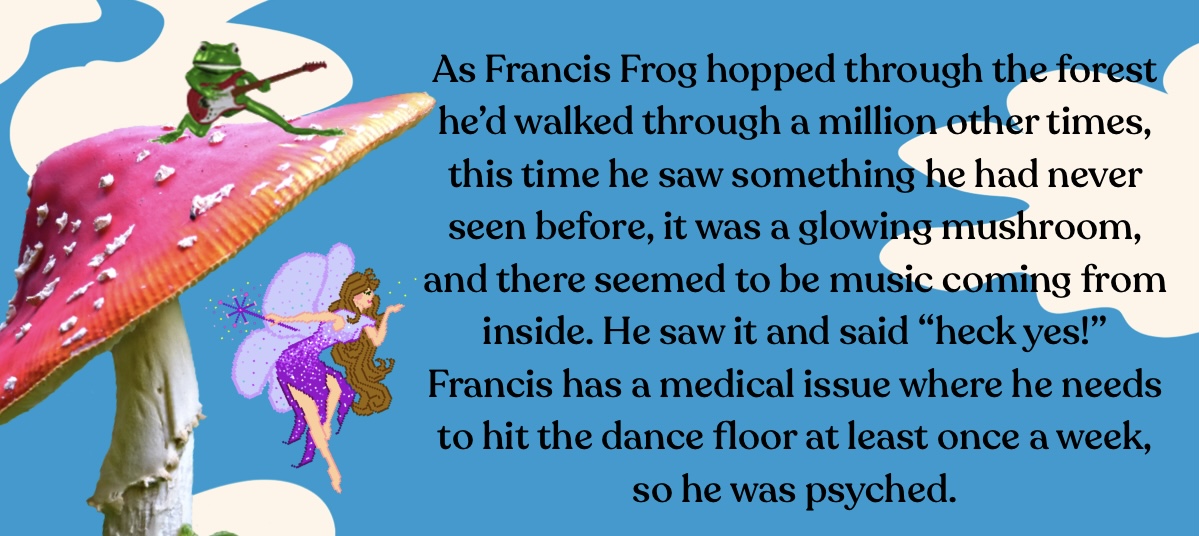 As Francis Frog hopped through the forest
he’d walked through a million other times,
this time he saw something he had never
seen before, it was a glowing mushroom,
and there seemed to be music coming from
inside. He saw it and said “heck yes!”
Francis has a medical issue where he needs
to hit the dance floor at least once a week,
so he was psyched.